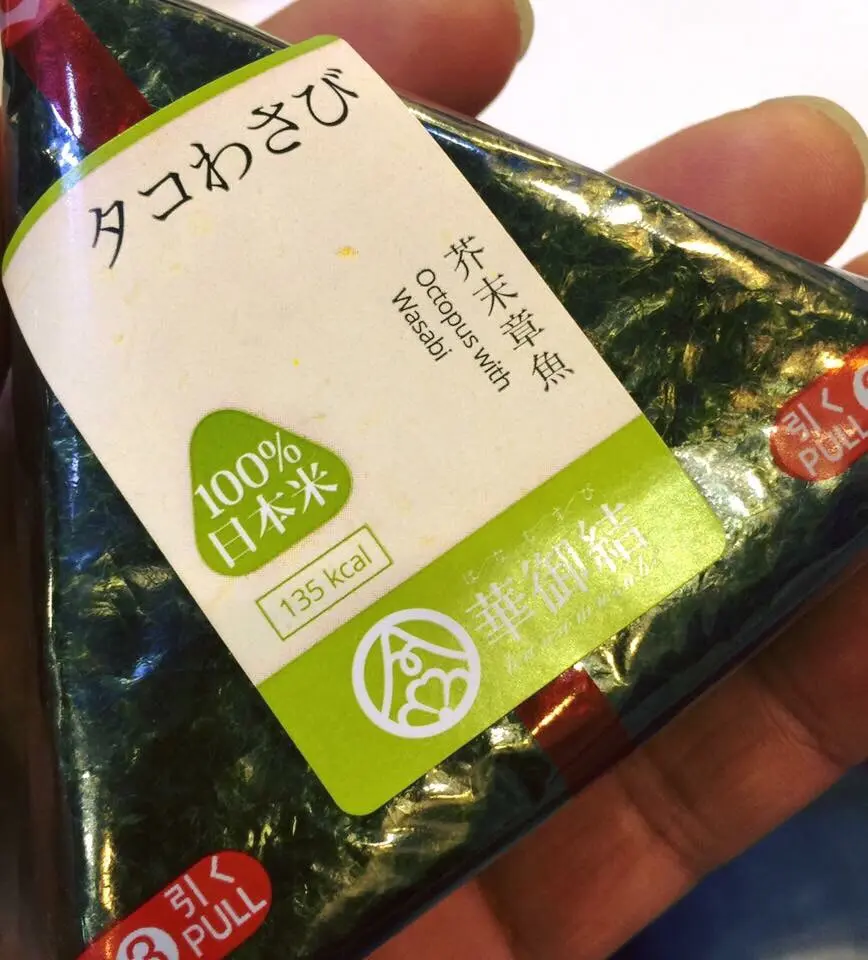 タコわさび
芥末章魚
Octopus with
Wasabi
100%
日本米
135 kcal
華御結
引く
PULL
3
引く
PULL